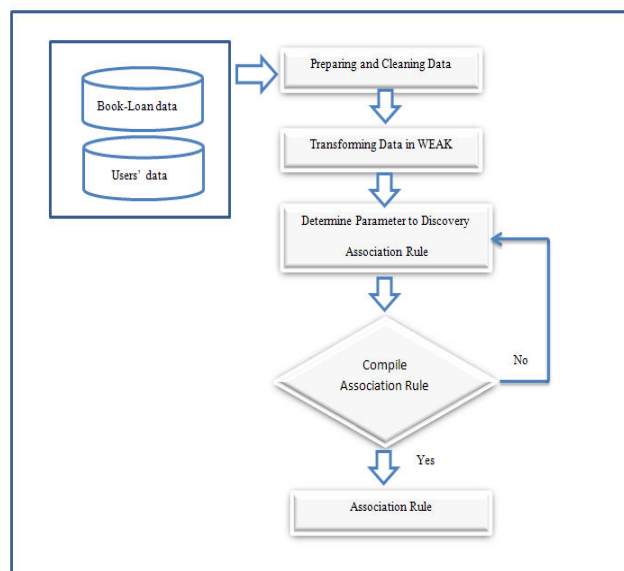 Book-Loan data
Users' data
Preparing and Cleaning Data
Transforming Data in WEAK
Determine Parameter to Discovery
Association Rule
Compile
Association Rule
No
Yes
Association Rule